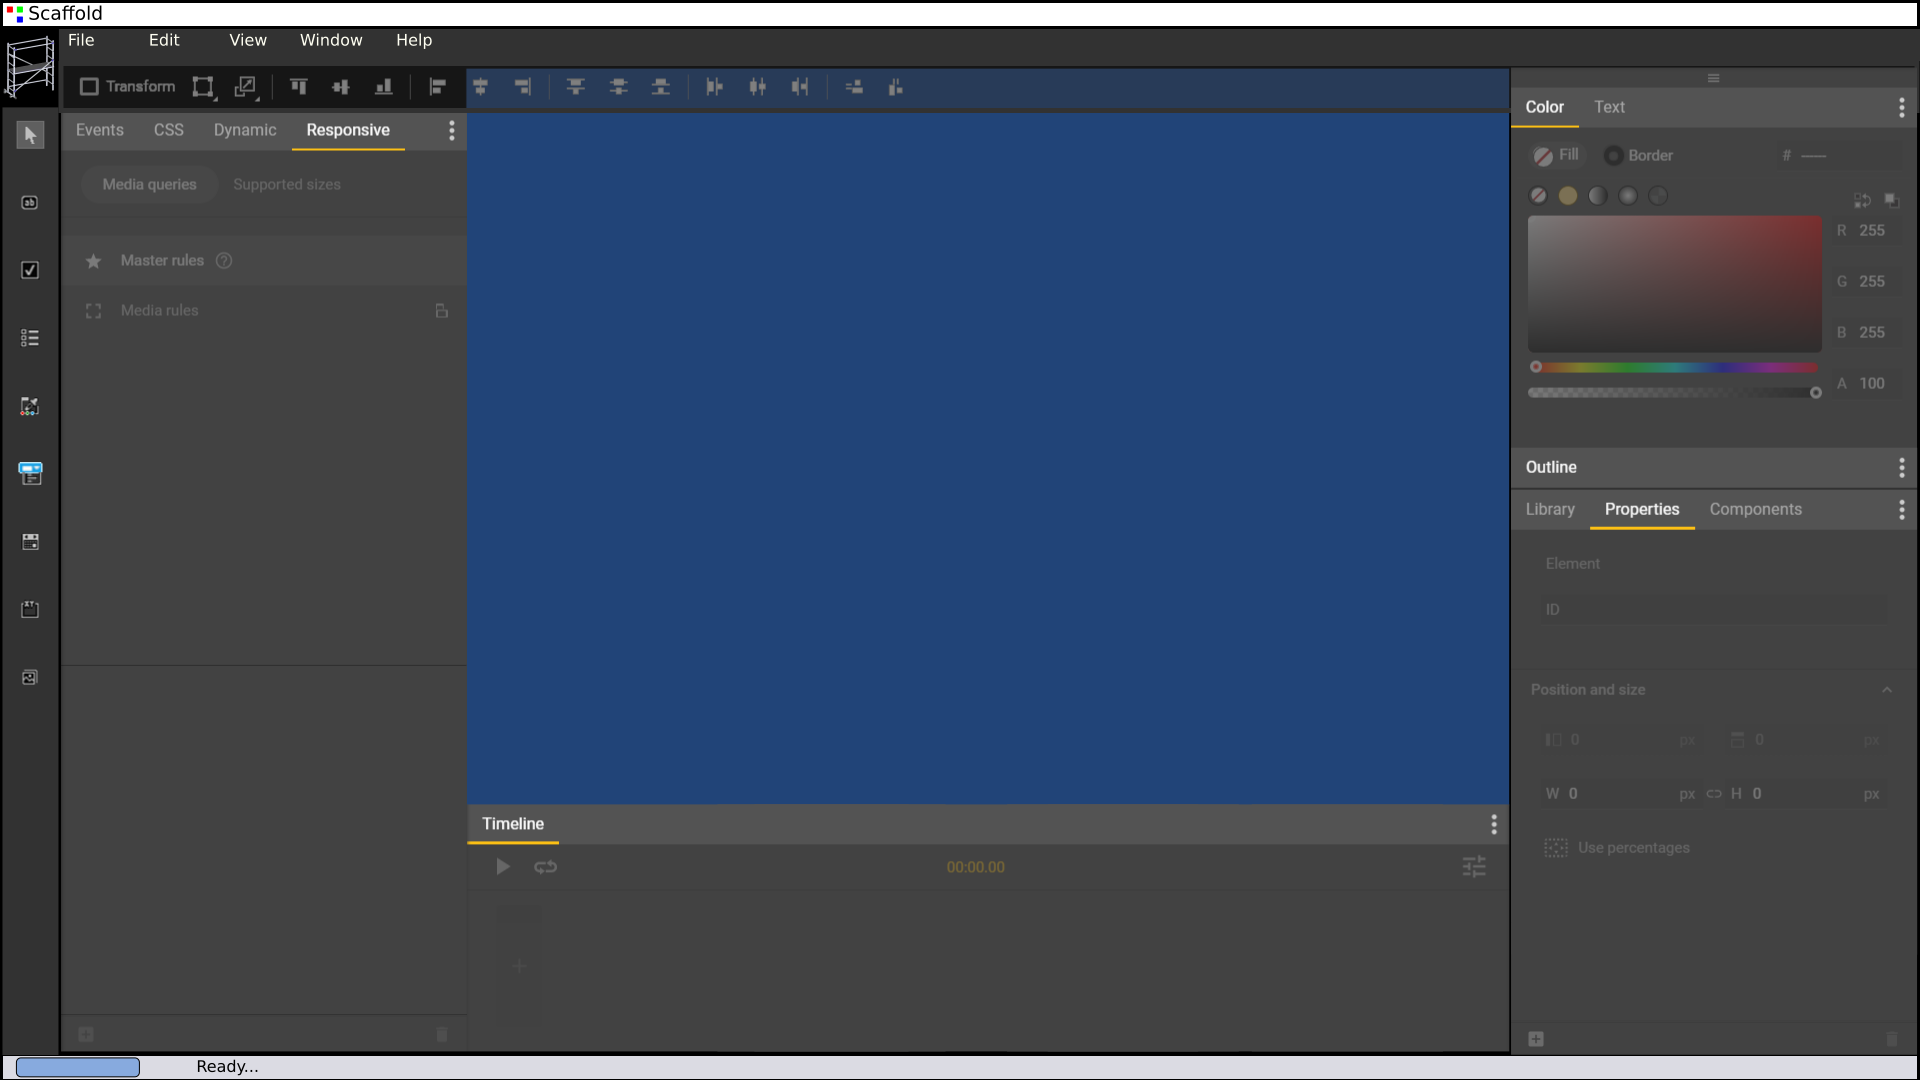 Scaffold
File Edit View Window Help
Transform
Events CSS Dynamic Responsive
Media queries Supported sizes
Master rules ?
Media rules
Timeline
00:00.00
+
Color Text
Fill Border #
R 255
G 255
B 255
A 100
Outline
Library Properties Components
Element
ID
Position and size
0 px 0 px
W 0 px H 0 px
Use percentages
ab
Ready...